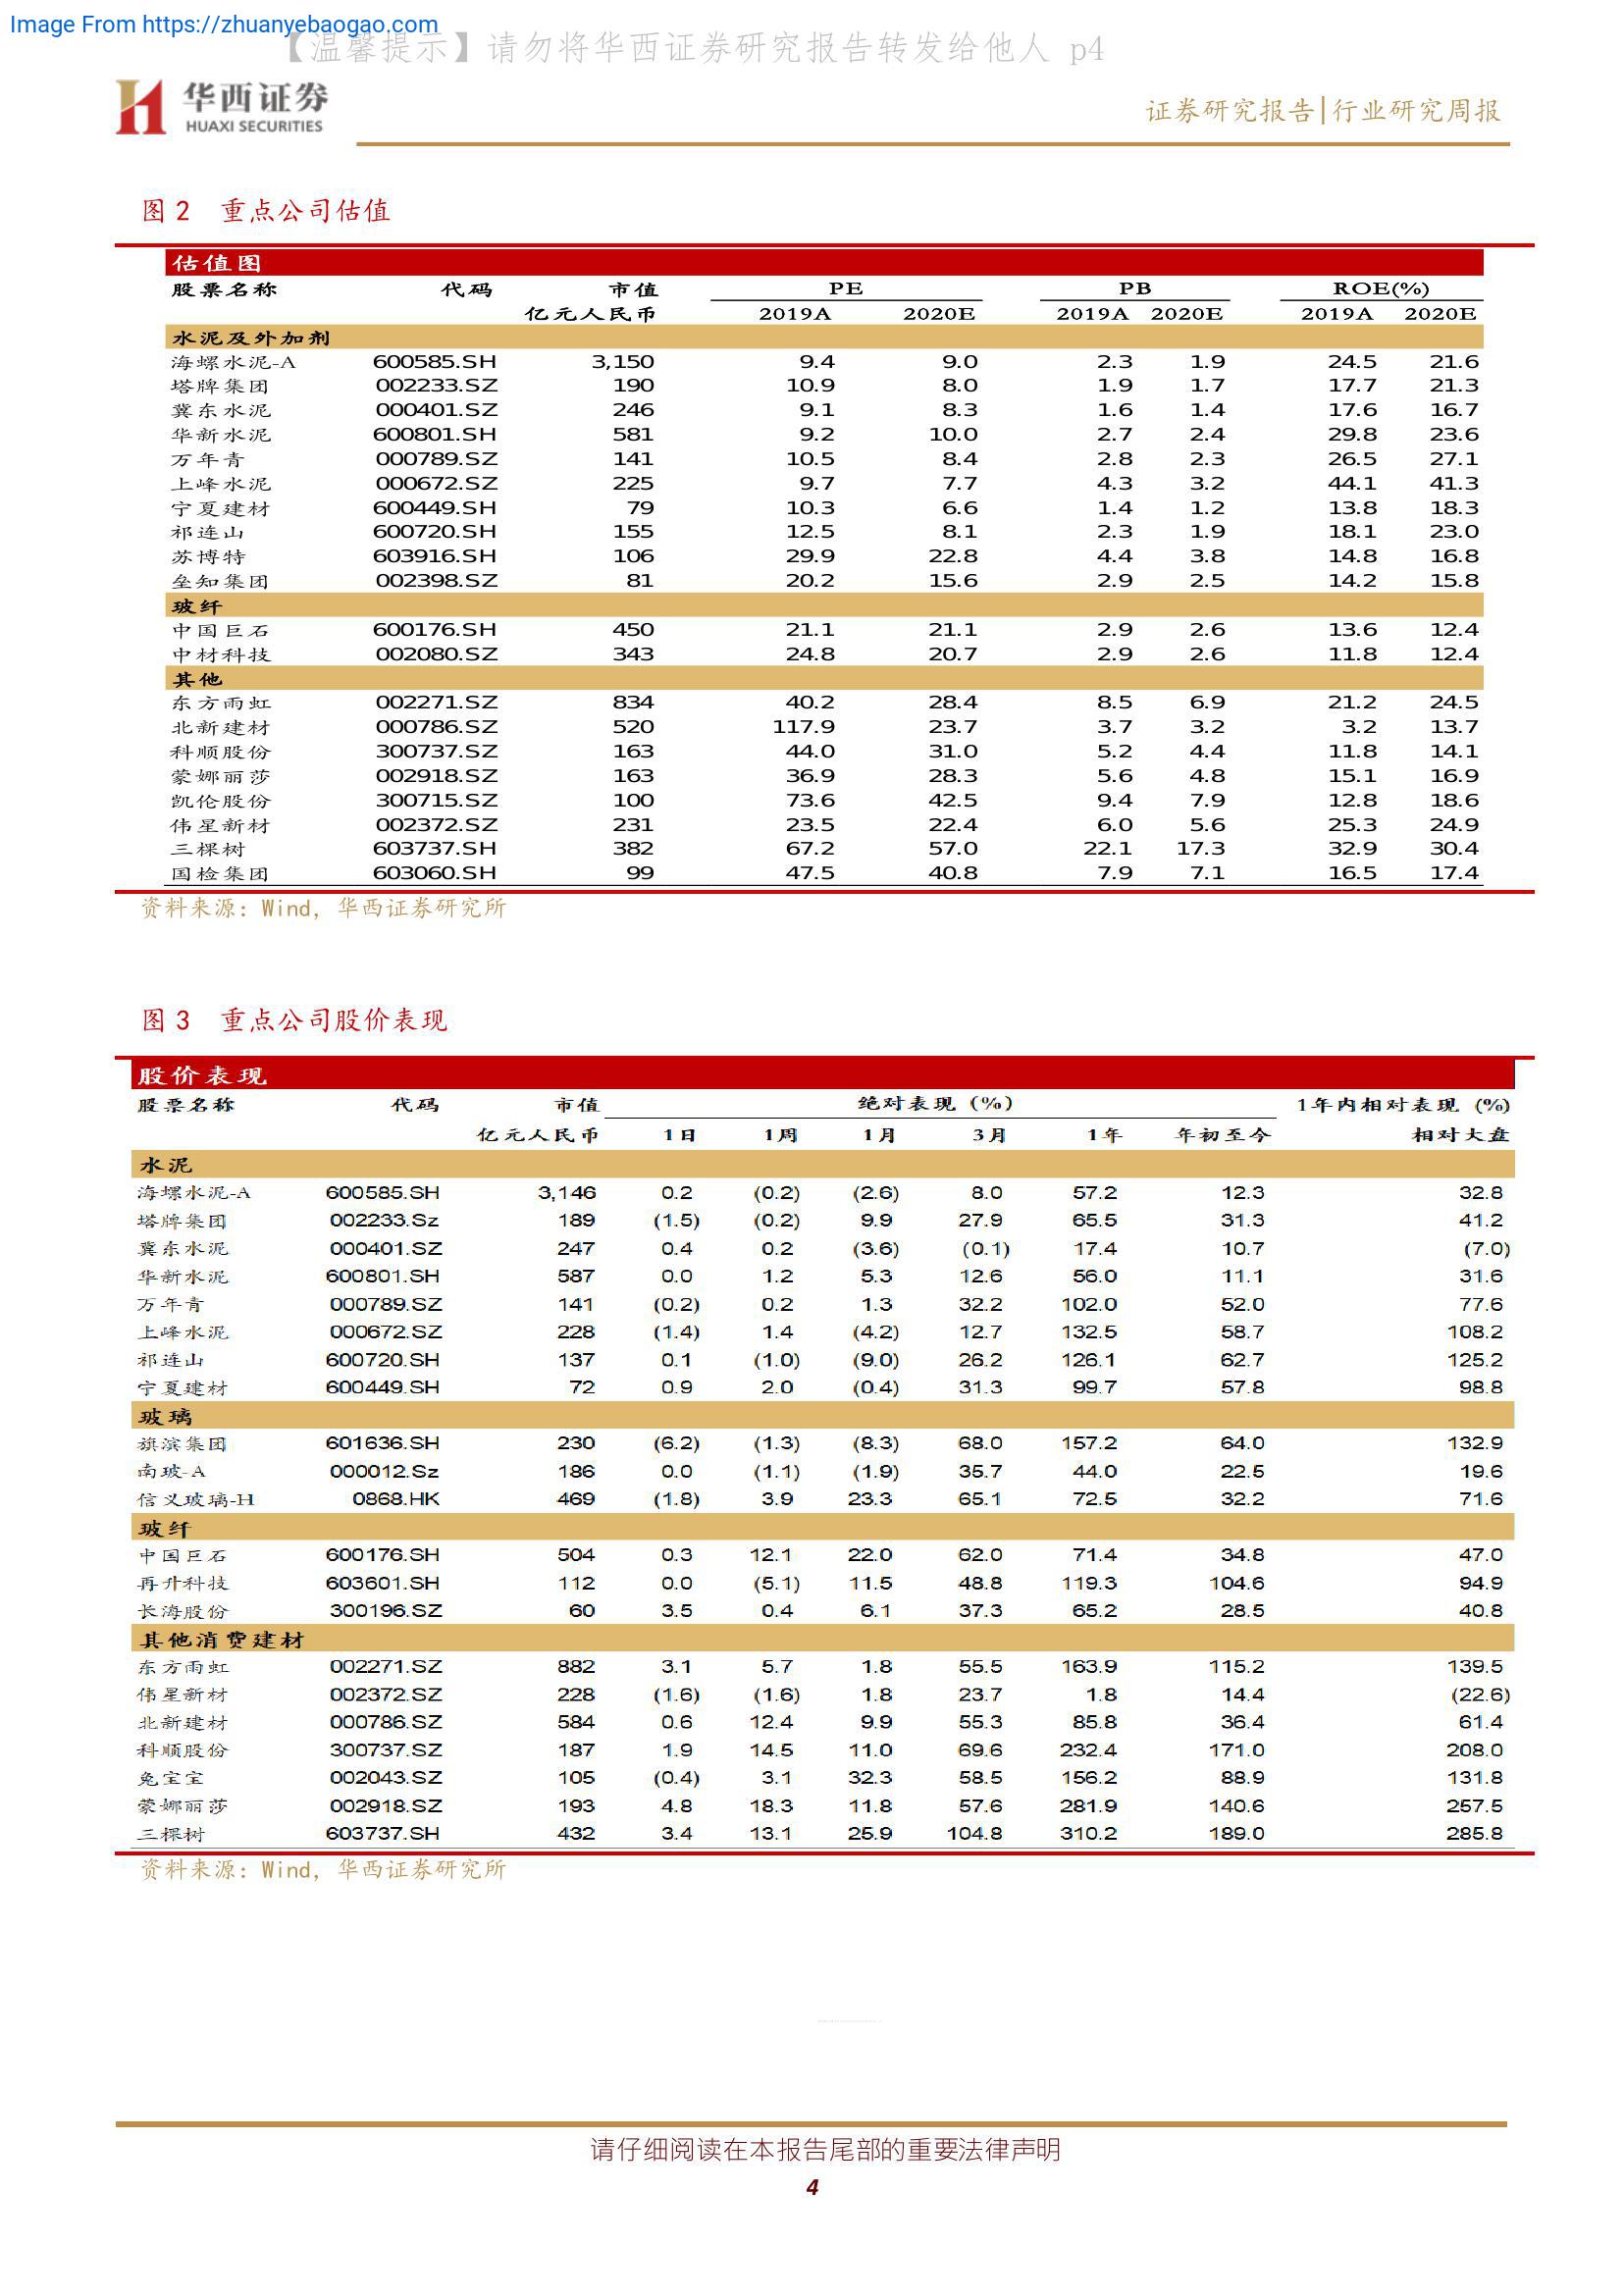 Image From https://zhuanyebaogao.com
【温馨提示】请勿将华西证券研究报告转发给他人 p4
华西证券
HUAXI SECURITIES
证券研究报告|行业研究周报
图 2 重点公司估值
估值图
股票名称 代码 市值 PE PB ROE(%)
亿元人民币 2019A 2020E 2019A 2020E 2019A 2020E
水泥及外加剂
海螺水泥-A 600585.SH 3,150 9.4 9.0 2.3 1.9 24.5 21.6
塔牌集团 002233.SZ 190 10.9 8.0 1.9 1.7 17.7 21.3
冀东水泥 000401.SZ 246 9.1 8.3 1.6 1.4 17.6 16.7
华新水泥 600801.SH 581 9.2 10.0 2.7 2.4 29.8 23.6
万年青 000789.SZ 141 10.5 8.4 2.8 2.3 26.5 27.1
上峰水泥 000672.SZ 225 9.7 7.7 4.3 3.2 44.1 41.3
宁夏建材 600449.SH 79 10.3 6.6 1.4 1.2 13.8 18.3
祁连山 600720.SH 155 12.5 8.1 2.3 1.9 18.1 23.0
苏博特 603916.SH 106 29.9 22.8 4.4 3.8 14.8 16.8
垒知集团 002398.SZ 81 20.2 15.6 2.9 2.5 14.2 15.8
玻纤
中国巨石 600176.SH 450 21.1 21.1 2.9 2.6 13.6 12.4
中材科技 002080.SZ 343 24.8 20.7 2.9 2.6 11.8 12.4
其他
东方雨虹 002271.SZ 834 40.2 28.4 8.5 6.9 21.2 24.5
北新建材 000786.SZ 520 117.9 23.7 3.7 3.2 3.2 13.7
科顺股份 300737.SZ 163 44.0 31.0 5.2 4.4 11.8 14.1
蒙娜丽莎 002918.SZ 163 36.9 28.3 5.6 4.8 15.1 16.9
凯伦股份 300715.SZ 100 73.6 42.5 9.4 7.9 12.8 18.6
伟星新材 002372.SZ 231 23.5 22.4 6.0 5.6 25.3 24.9
三棵树 603737.SH 382 67.2 57.0 22.1 17.3 32.9 30.4
国检集团 603060.SH 99 47.5 40.8 7.9 7.1 16.5 17.4
资料来源：Wind，华西证券研究所
图 3 重点公司股价表现
股价表现
股票名称 代码 市值 绝对表现（%） 1年内相对表现（%）
亿元人民币 1日 1周 1月 3月 1年 年初至今 相对大盘
水泥
海螺水泥-A 600585.SH 3,146 0.2 (0.2) (2.6) 8.0 57.2 12.3 32.8
塔牌集团 002233.Sz 189 (1.5) (0.2) 9.9 27.9 65.5 31.3 41.2
冀东水泥 000401.SZ 247 0.4 0.2 (3.6) (0.1) 17.4 10.7 (7.0)
华新水泥 600801.SH 587 0.0 1.2 5.3 12.6 56.0 11.1 31.6
万年青 000789.SZ 141 (0.2) 0.2 1.3 32.2 102.0 52.0 77.6
上峰水泥 000672.SZ 228 (1.4) 1.4 (4.2) 12.7 132.5 58.7 108.2
祁连山 600720.SH 137 0.1 (1.0) (9.0) 26.2 126.1 62.7 125.2
宁夏建材 600449.SH 72 0.9 2.0 (0.4) 31.3 99.7 57.8 98.8
玻璃
旗滨集团 601636.SH 230 (6.2) (1.3) (8.3) 68.0 157.2 64.0 132.9
南玻-A 000012.Sz 186 0.0 (1.1) (1.9) 35.7 44.0 22.5 19.6
信义玻璃-H 0868.HK 469 (1.8) 3.9 23.3 65.1 72.5 32.2 71.6
玻纤
中国巨石 600176.SH 504 0.3 12.1 22.0 62.0 71.4 34.8 47.0
再升科技 603601.SH 112 0.0 (5.1) 11.5 48.8 119.3 104.6 94.9
长海股份 300196.SZ 60 3.5 0.4 6.1 37.3 65.2 28.5 40.8
其他消费建材
东方雨虹 002271.SZ 882 3.1 5.7 1.8 55.5 163.9 115.2 139.5
伟星新材 002372.SZ 228 (1.6) (1.6) 1.8 23.7 1.8 14.4 (22.6)
北新建材 000786.SZ 584 0.6 12.4 9.9 55.3 85.8 36.4 61.4
科顺股份 300737.SZ 187 1.9 14.5 11.0 69.6 232.4 171.0 208.0
兔宝宝 002043.SZ 105 (0.4) 3.1 32.3 58.5 156.2 88.9 131.8
蒙娜丽莎 002918.SZ 193 4.8 18.3 11.8 57.6 281.9 140.6 257.5
三棵树 603737.SH 432 3.4 13.1 25.9 104.8 310.2 189.0 285.8
资料来源：Wind，华西证券研究所
请仔细阅读在本报告尾部的重要法律声明
4